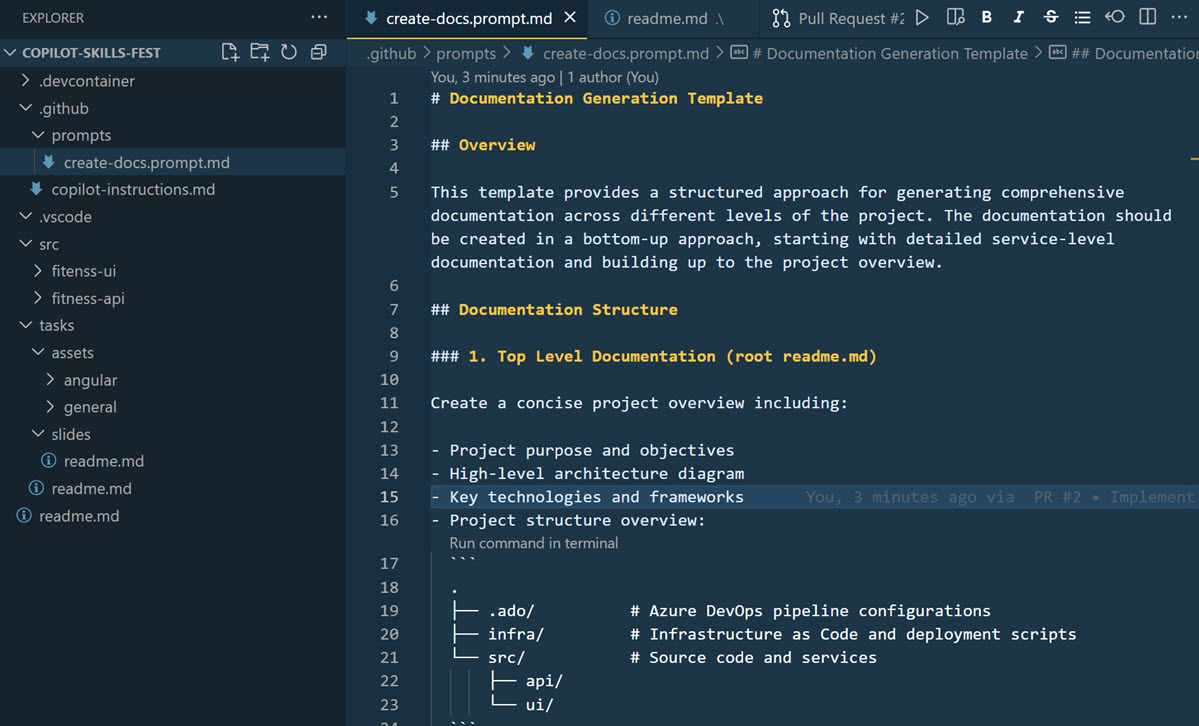 EXPLORER
COPILOT-SKILLS-FEST
.devcontainer
.github
prompts
create-docs.prompt.md
copilot-instructions.md
.vscode
src
fitenss-ui
fitness-api
tasks
assets
angular
general
slides
readme.md
readme.md
readme.md
create-docs.prompt.md
readme.md .\
Pull Request #2
B I S
.github > prompts > create-docs.prompt.md > # Documentation Generation Template > ## Documentation
You, 3 minutes ago | 1 author (You)
1 # Documentation Generation Template
2
3 ## Overview
4
5 This template provides a structured approach for generating comprehensive
documentation across different levels of the project. The documentation should
be created in a bottom-up approach, starting with detailed service-level
documentation and building up to the project overview.
6
7 ## Documentation Structure
8
9 ### 1. Top Level Documentation (root readme.md)
10
11 Create a concise project overview including:
12
13 - Project purpose and objectives
14 - High-level architecture diagram
15 - Key technologies and frameworks You, 3 minutes ago via PR #2 • Implement
16 - Project structure overview:
Run command in terminal
17 ```
18 .
19 ├── .ado/ # Azure DevOps pipeline configurations
20 ├── infra/ # Infrastructure as Code and deployment scripts
21 └── src/ # Source code and services
22 ├── api/
23 └── ui/
24 ```